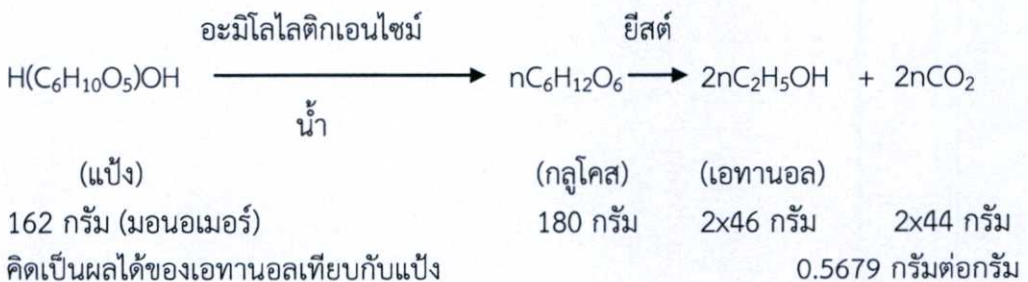 อะมิโลไลติกเอนไซม์ ยีสต์
H(C₆H₁₀O₅)OH → nC₆H₁₂O₆ → 2nC₂H₅OH + 2nCO₂
น้ำ
(แป้ง) (กลูโคส) (เอทานอล)
162 กรัม (มอนอเมอร์) 180 กรัม 2x46 กรัม 2x44 กรัม
คิดเป็นผลได้ของเอทานอลเทียบกับแป้ง 0.5679 กรัมต่อกรัม